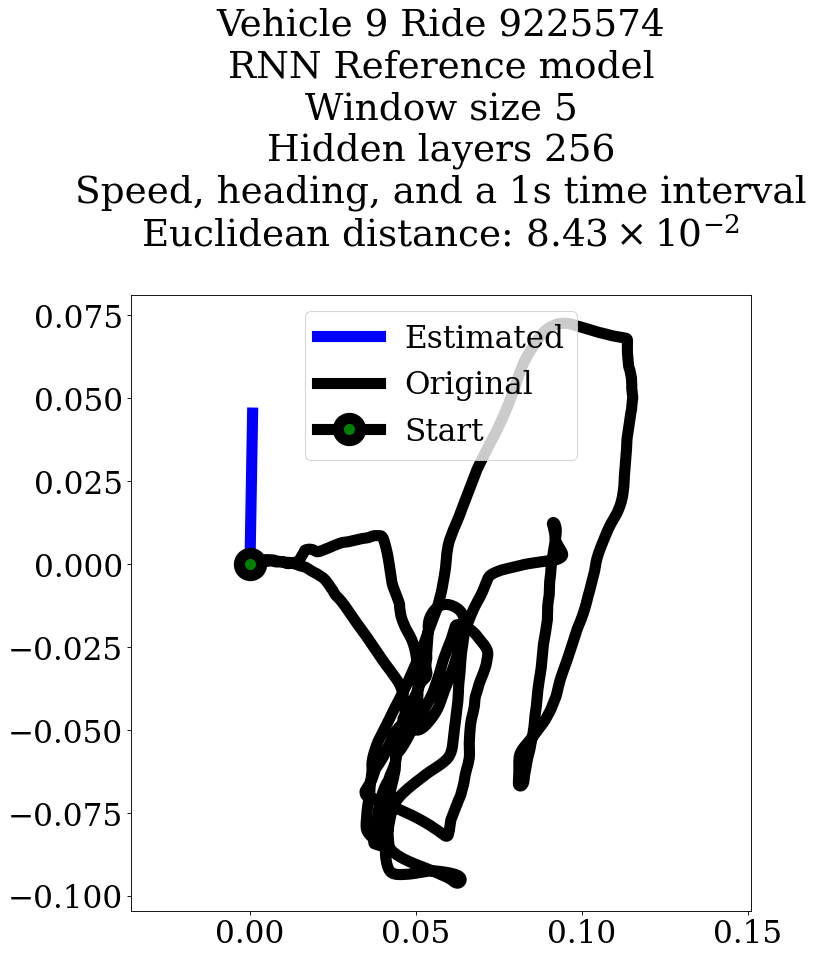 Vehicle 9 Ride 9225574
RNN Reference model
Window size 5
Hidden layers 256
Speed, heading, and a 1s time interval
Euclidean distance: 8.43 × 10⁻²
Estimated
Original
Start
0.075
0.050
0.025
0.000
−0.025
−0.050
−0.075
−0.100
0.00 0.05 0.10 0.15